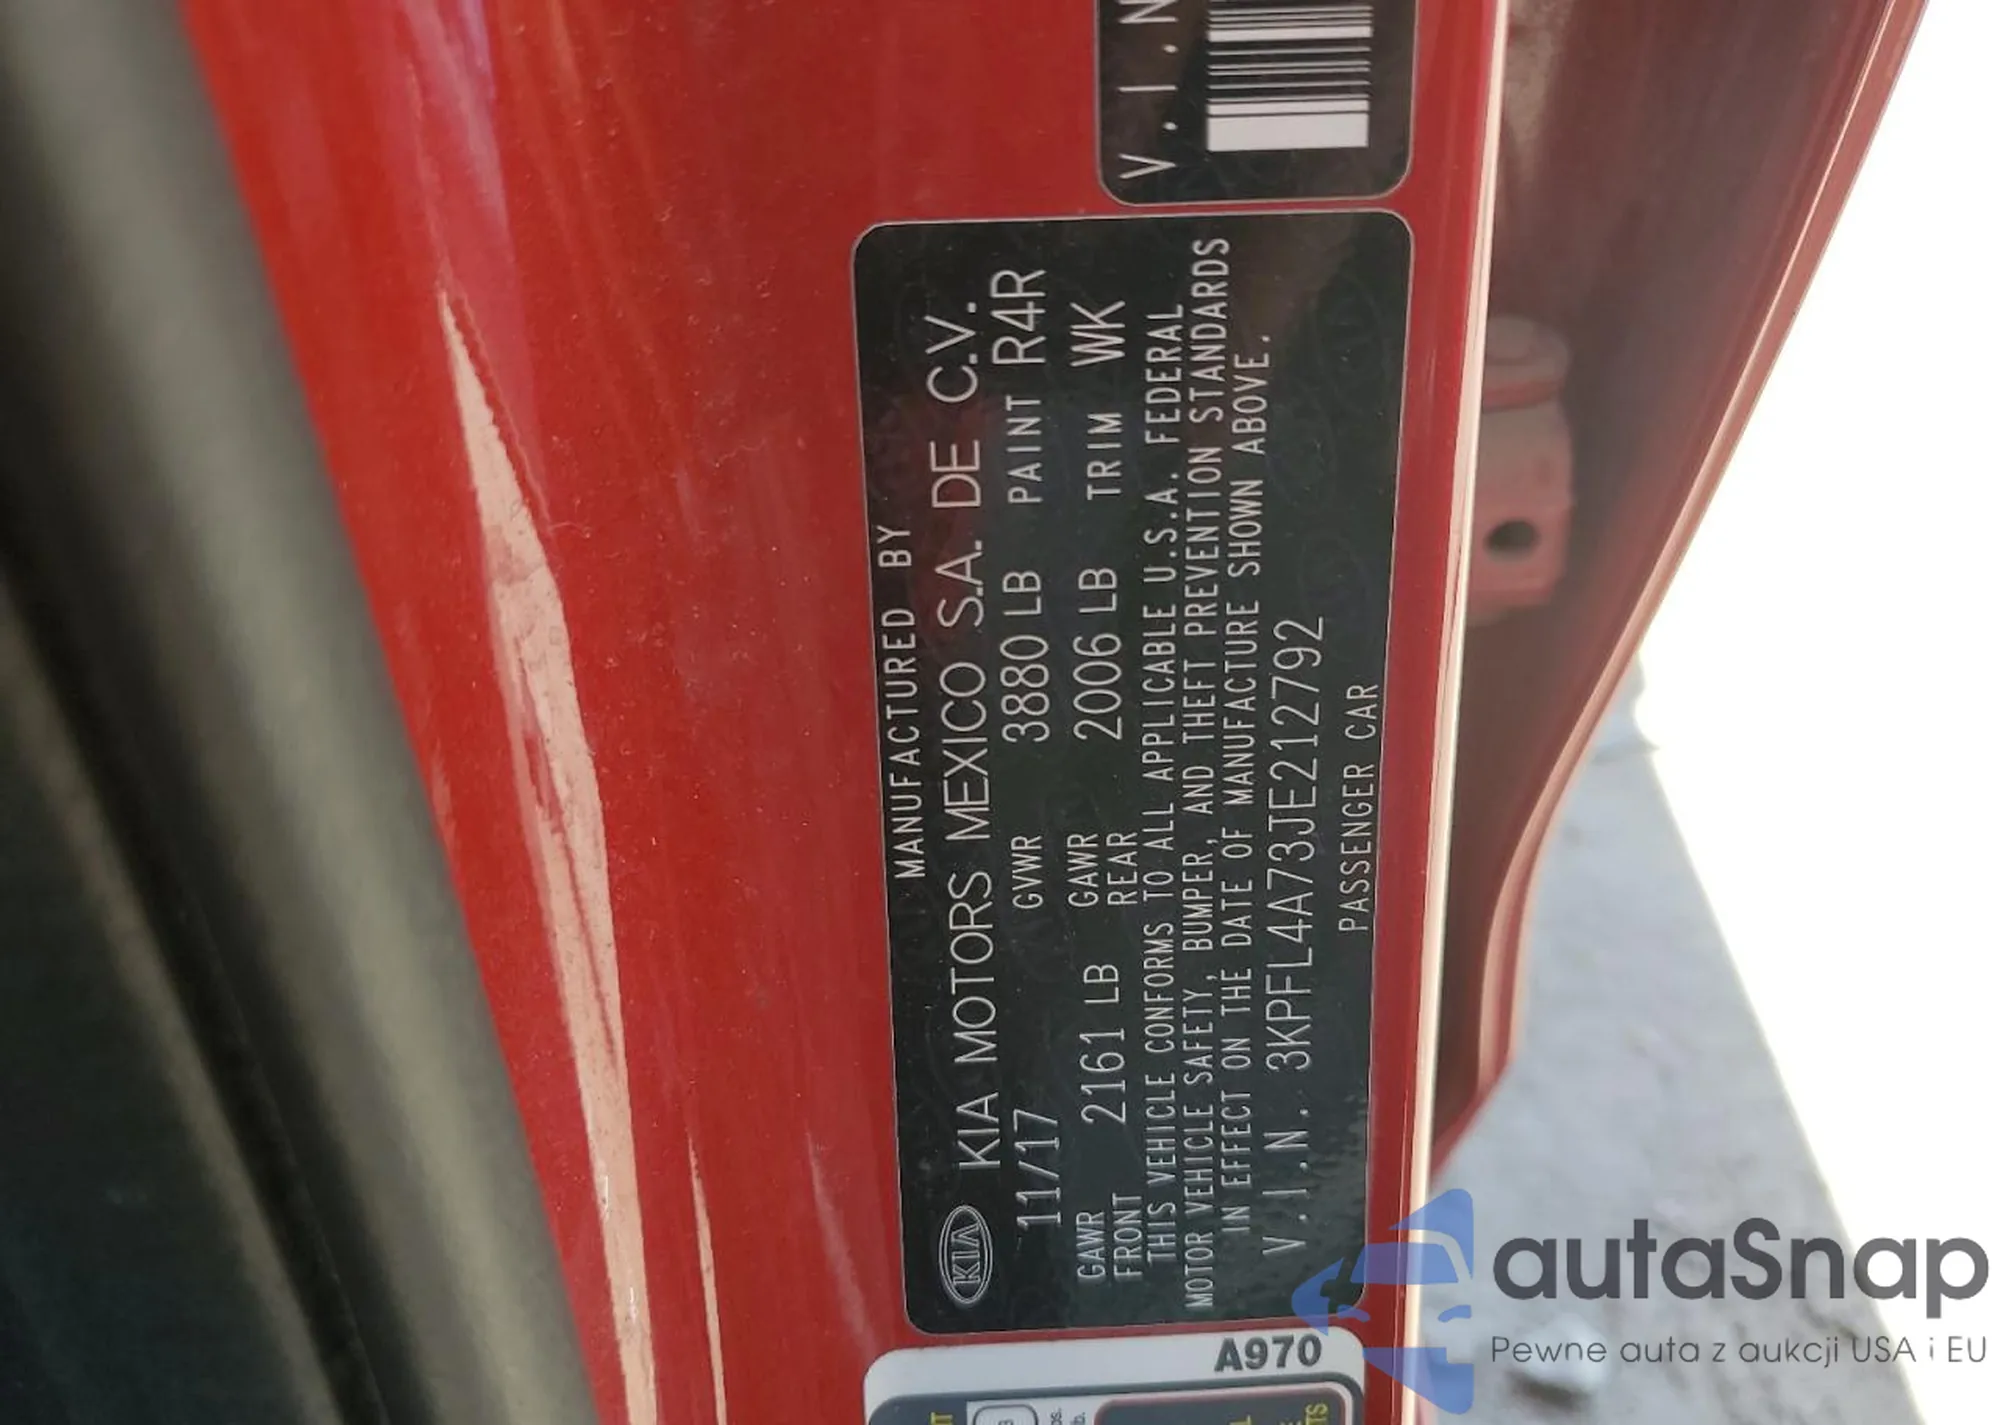 V.I.N
MANUFACTURED BY
KIA KIA MOTORS MEXICO S.A. DE C.V.
11/17 GVWR 3880 LB PAINT R4R
GAWR FRONT 2161 LB GAWR REAR 2006 LB TRIM WK
THIS VEHICLE CONFORMS TO ALL APPLICABLE U.S.A. FEDERAL
MOTOR VEHICLE SAFETY, BUMPER, AND THEFT PREVENTION STANDARDS
IN EFFECT ON THE DATE OF MANUFACTURE SHOWN ABOVE.
V.I.N. 3KPFL4A73JE212792
PASSENGER CAR
A970
autaSnap
Pewne auta z aukcji USA i EU